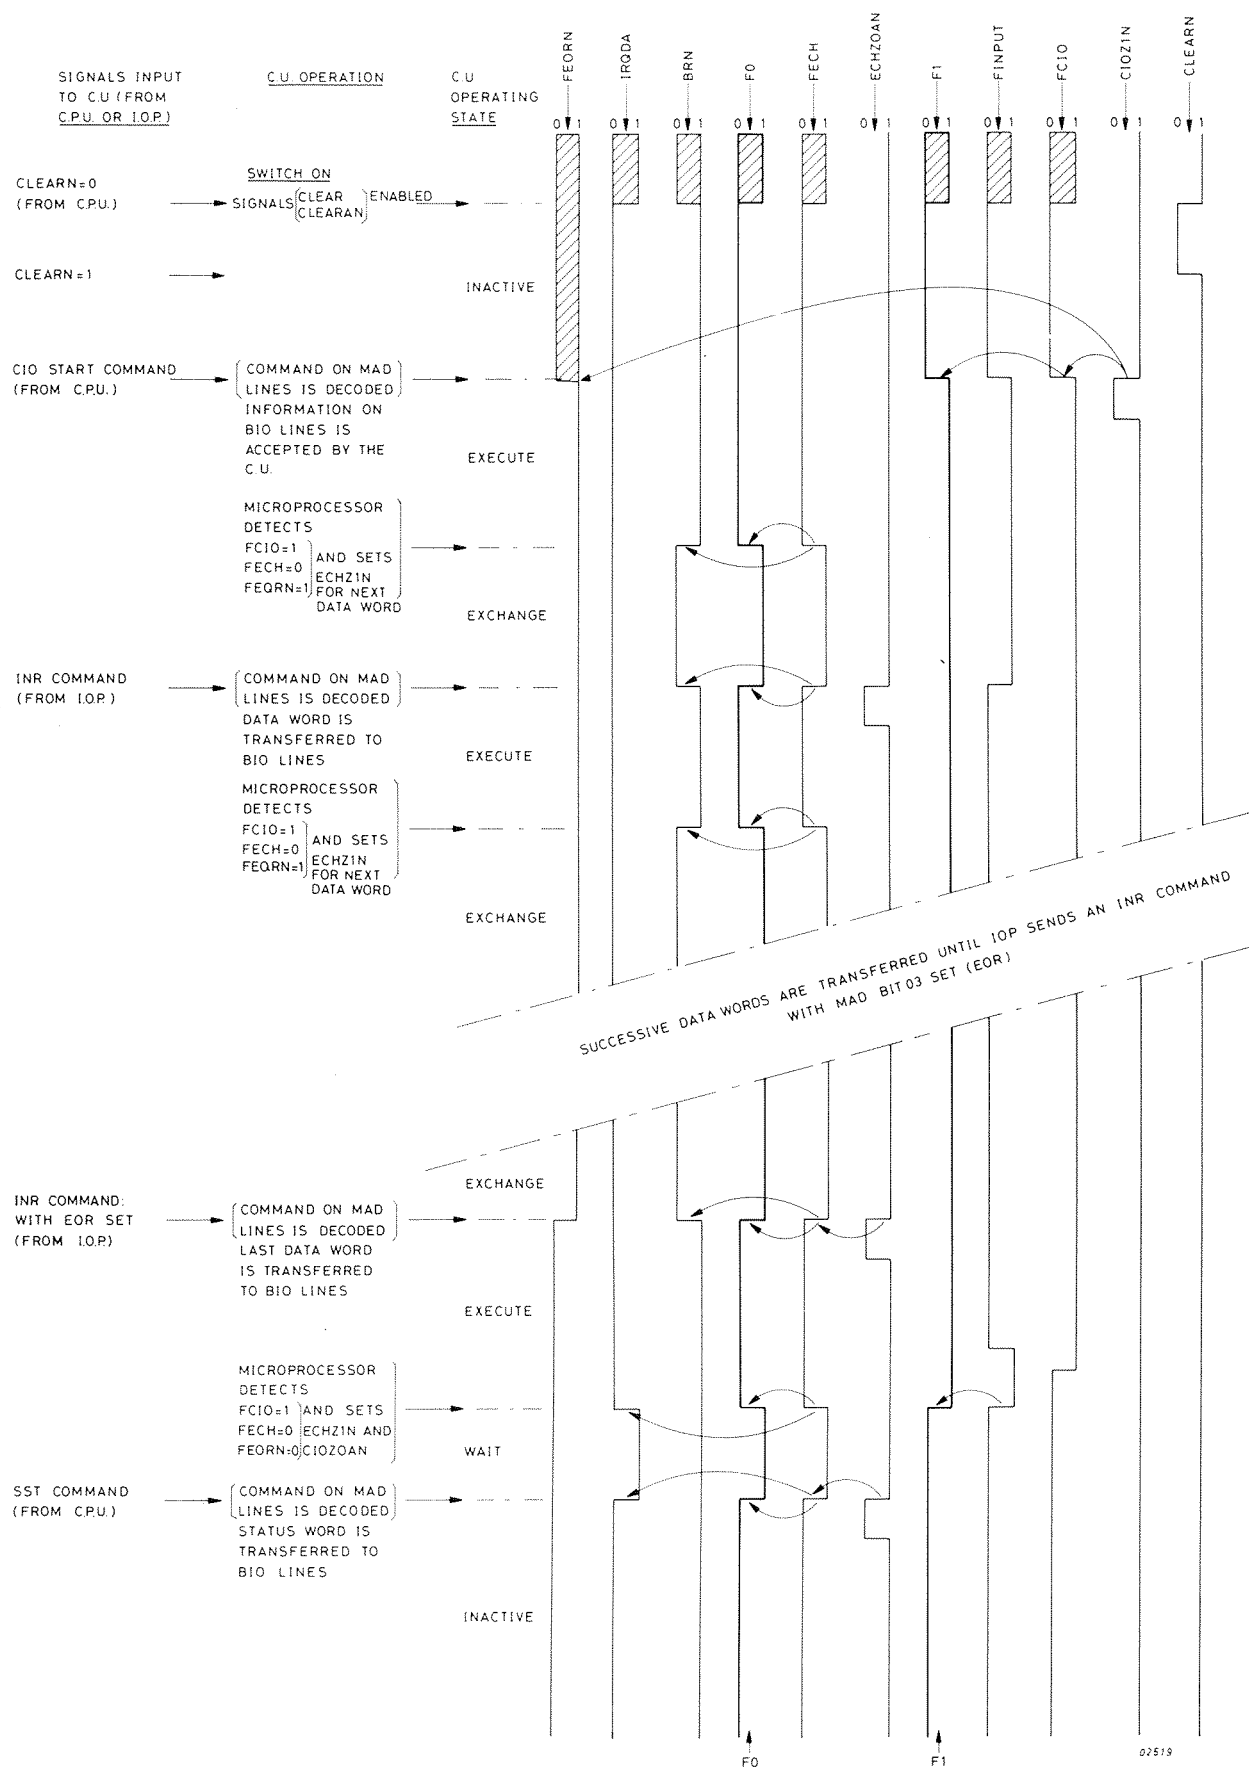 FEORN
IRQDA
BRN
F0
FECH
ECHZOAN
F1
FINPUT
FCIO
CIOZ1N
CLEARN
SIGNALS INPUT
TO C.U (FROM
C.P.U. OR I.O.P.)
C.U. OPERATION
C.U
OPERATING
STATE
0 1
0 1
0 1
0 1
0 1
0 1
0 1
0 1
0 1
0 1
0 1
CLEARN=0
(FROM C.P.U.)
SWITCH ON
SIGNALS CLEAR ENABLED
CLEARAN
CLEARN=1
INACTIVE
CIO START COMMAND
(FROM C.P.U.)
COMMAND ON MAD
LINES IS DECODED
INFORMATION ON
BIO LINES IS
ACCEPTED BY THE
C.U.
EXECUTE
MICROPROCESSOR
DETECTS
FCIO=1
FECH=0
FEQRN=1
AND SETS
ECHZ1N
FOR NEXT
DATA WORD
EXCHANGE
INR COMMAND
(FROM I.O.P.)
COMMAND ON MAD
LINES IS DECODED
DATA WORD IS
TRANSFERRED TO
BIO LINES
EXECUTE
MICROPROCESSOR
DETECTS
FCIO=1
FECH=0
FEQRN=1
AND SETS
ECHZ1N
FOR NEXT
DATA WORD
EXCHANGE
SUCCESSIVE DATA WORDS ARE TRANSFERRED UNTIL IOP SENDS AN INR COMMAND
WITH MAD BIT 03 SET (EOR)
EXCHANGE
INR COMMAND:
WITH EOR SET
(FROM I.O.P.)
COMMAND ON MAD
LINES IS DECODED
LAST DATA WORD
IS TRANSFERRED
TO BIO LINES
EXECUTE
MICROPROCESSOR
DETECTS
FCIO=1 AND SETS
FECH=0 ECHZ1N AND
FEORN=0 CIOZOAN
WAIT
SST COMMAND
(FROM C.P.U.)
COMMAND ON MAD
LINES IS DECODED
STATUS WORD IS
TRANSFERRED TO
BIO LINES
INACTIVE
F0
F1
02519